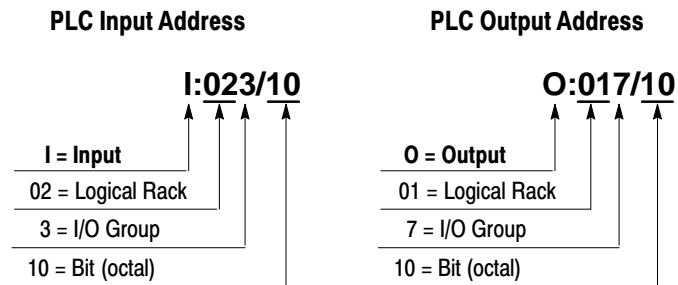 PLC Input Address
I:023/10
I = Input
02 = Logical Rack
3 = I/O Group
10 = Bit (octal)
PLC Output Address
O:017/10
O = Output
01 = Logical Rack
7 = I/O Group
10 = Bit (octal)